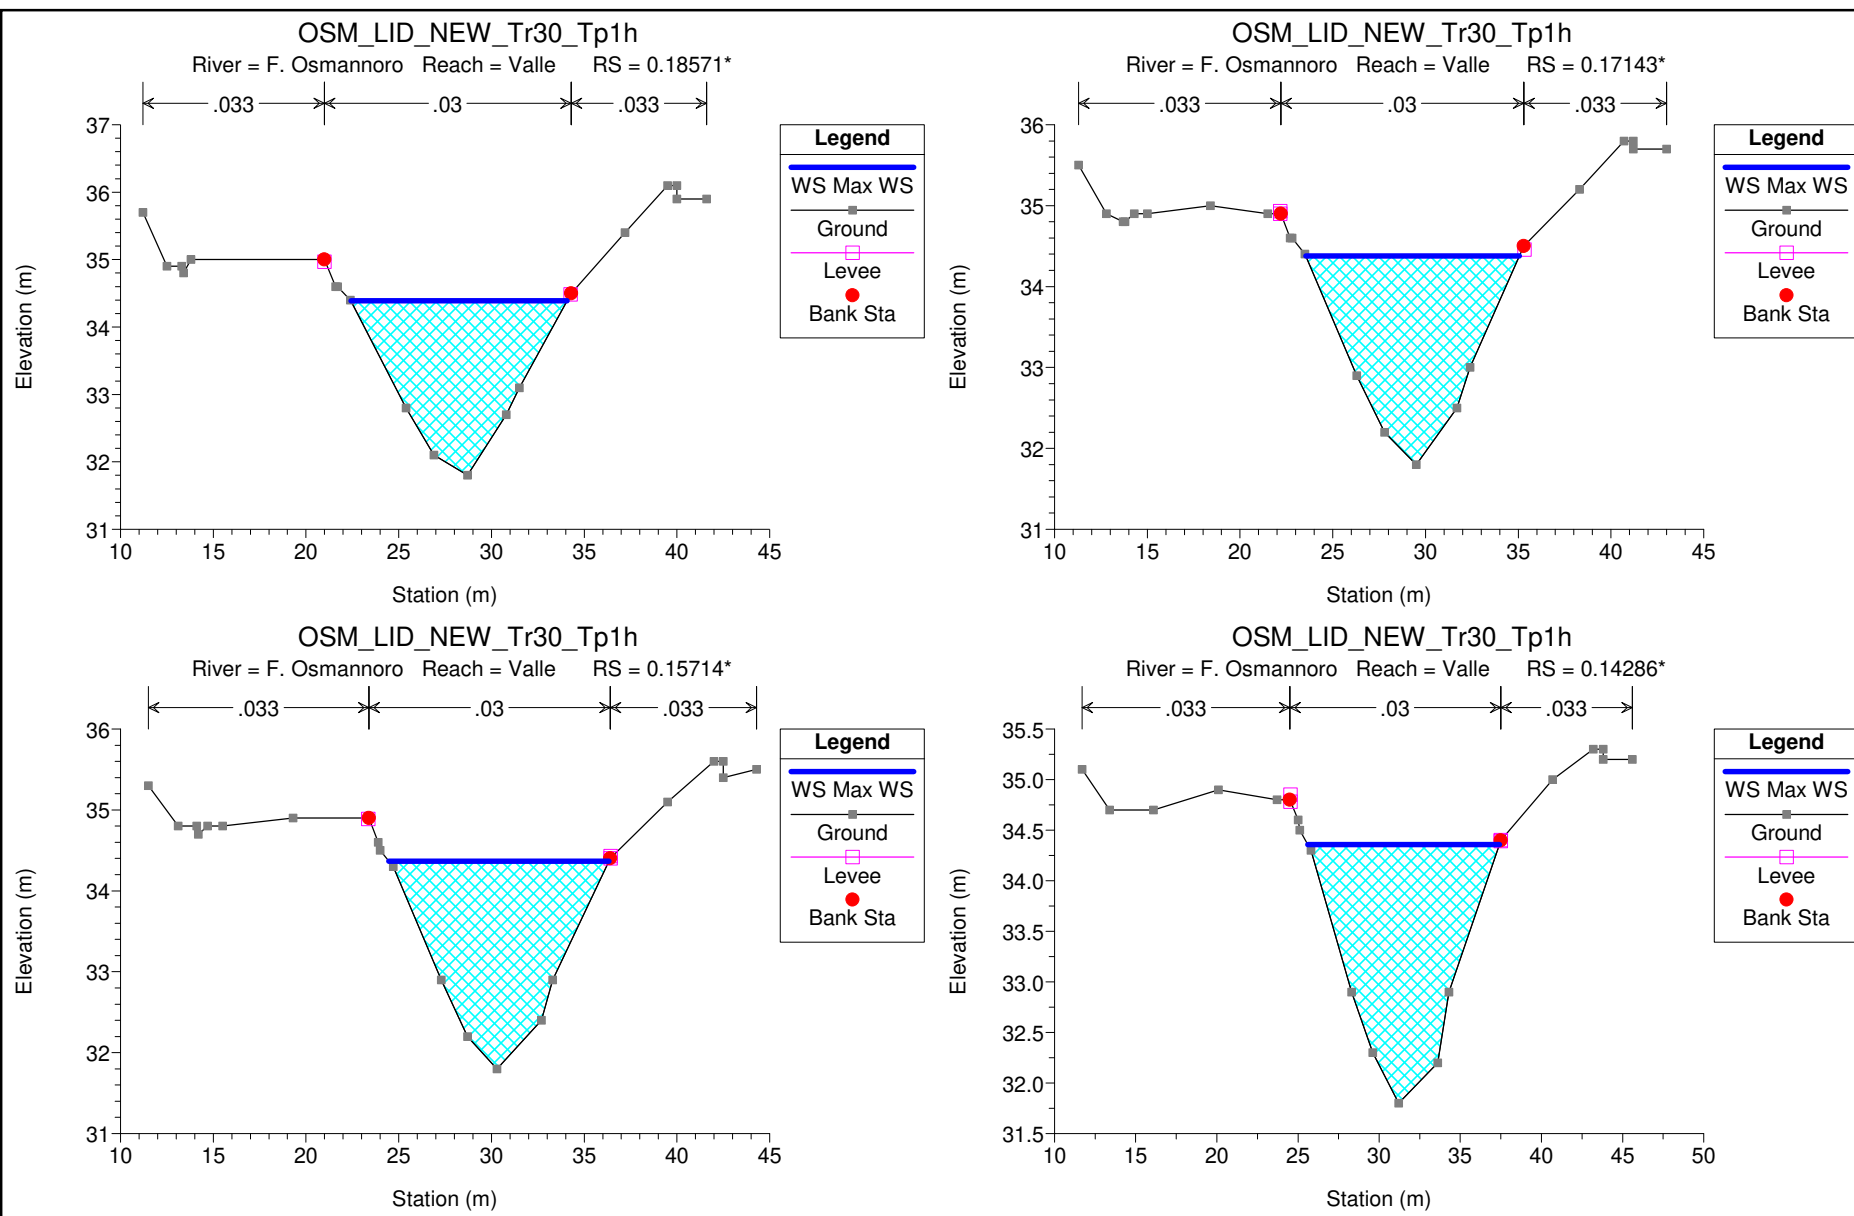 OSM_LID_NEW_Tr30_Tp1h
River = F. Osmannoro Reach = Valle RS = 0.18571*
.033 .03 .033
37
36
35
34
33
32
31
10 15 20 25 30 35 40 45
Station (m)
Elevation (m)
Legend
WS Max WS
Ground
Levee
Bank Sta
OSM_LID_NEW_Tr30_Tp1h
River = F. Osmannoro Reach = Valle RS = 0.17143*
.033 .03 .033
36
35
34
33
32
31
10 15 20 25 30 35 40 45
Station (m)
Elevation (m)
Legend
WS Max WS
Ground
Levee
Bank Sta
OSM_LID_NEW_Tr30_Tp1h
River = F. Osmannoro Reach = Valle RS = 0.15714*
.033 .03 .033
36
35
34
33
32
31
10 15 20 25 30 35 40 45
Station (m)
Elevation (m)
Legend
WS Max WS
Ground
Levee
Bank Sta
OSM_LID_NEW_Tr30_Tp1h
River = F. Osmannoro Reach = Valle RS = 0.14286*
.033 .03 .033
35.5
35.0
34.5
34.0
33.5
33.0
32.5
32.0
31.5
10 15 20 25 30 35 40 45 50
Station (m)
Elevation (m)
Legend
WS Max WS
Ground
Levee
Bank Sta